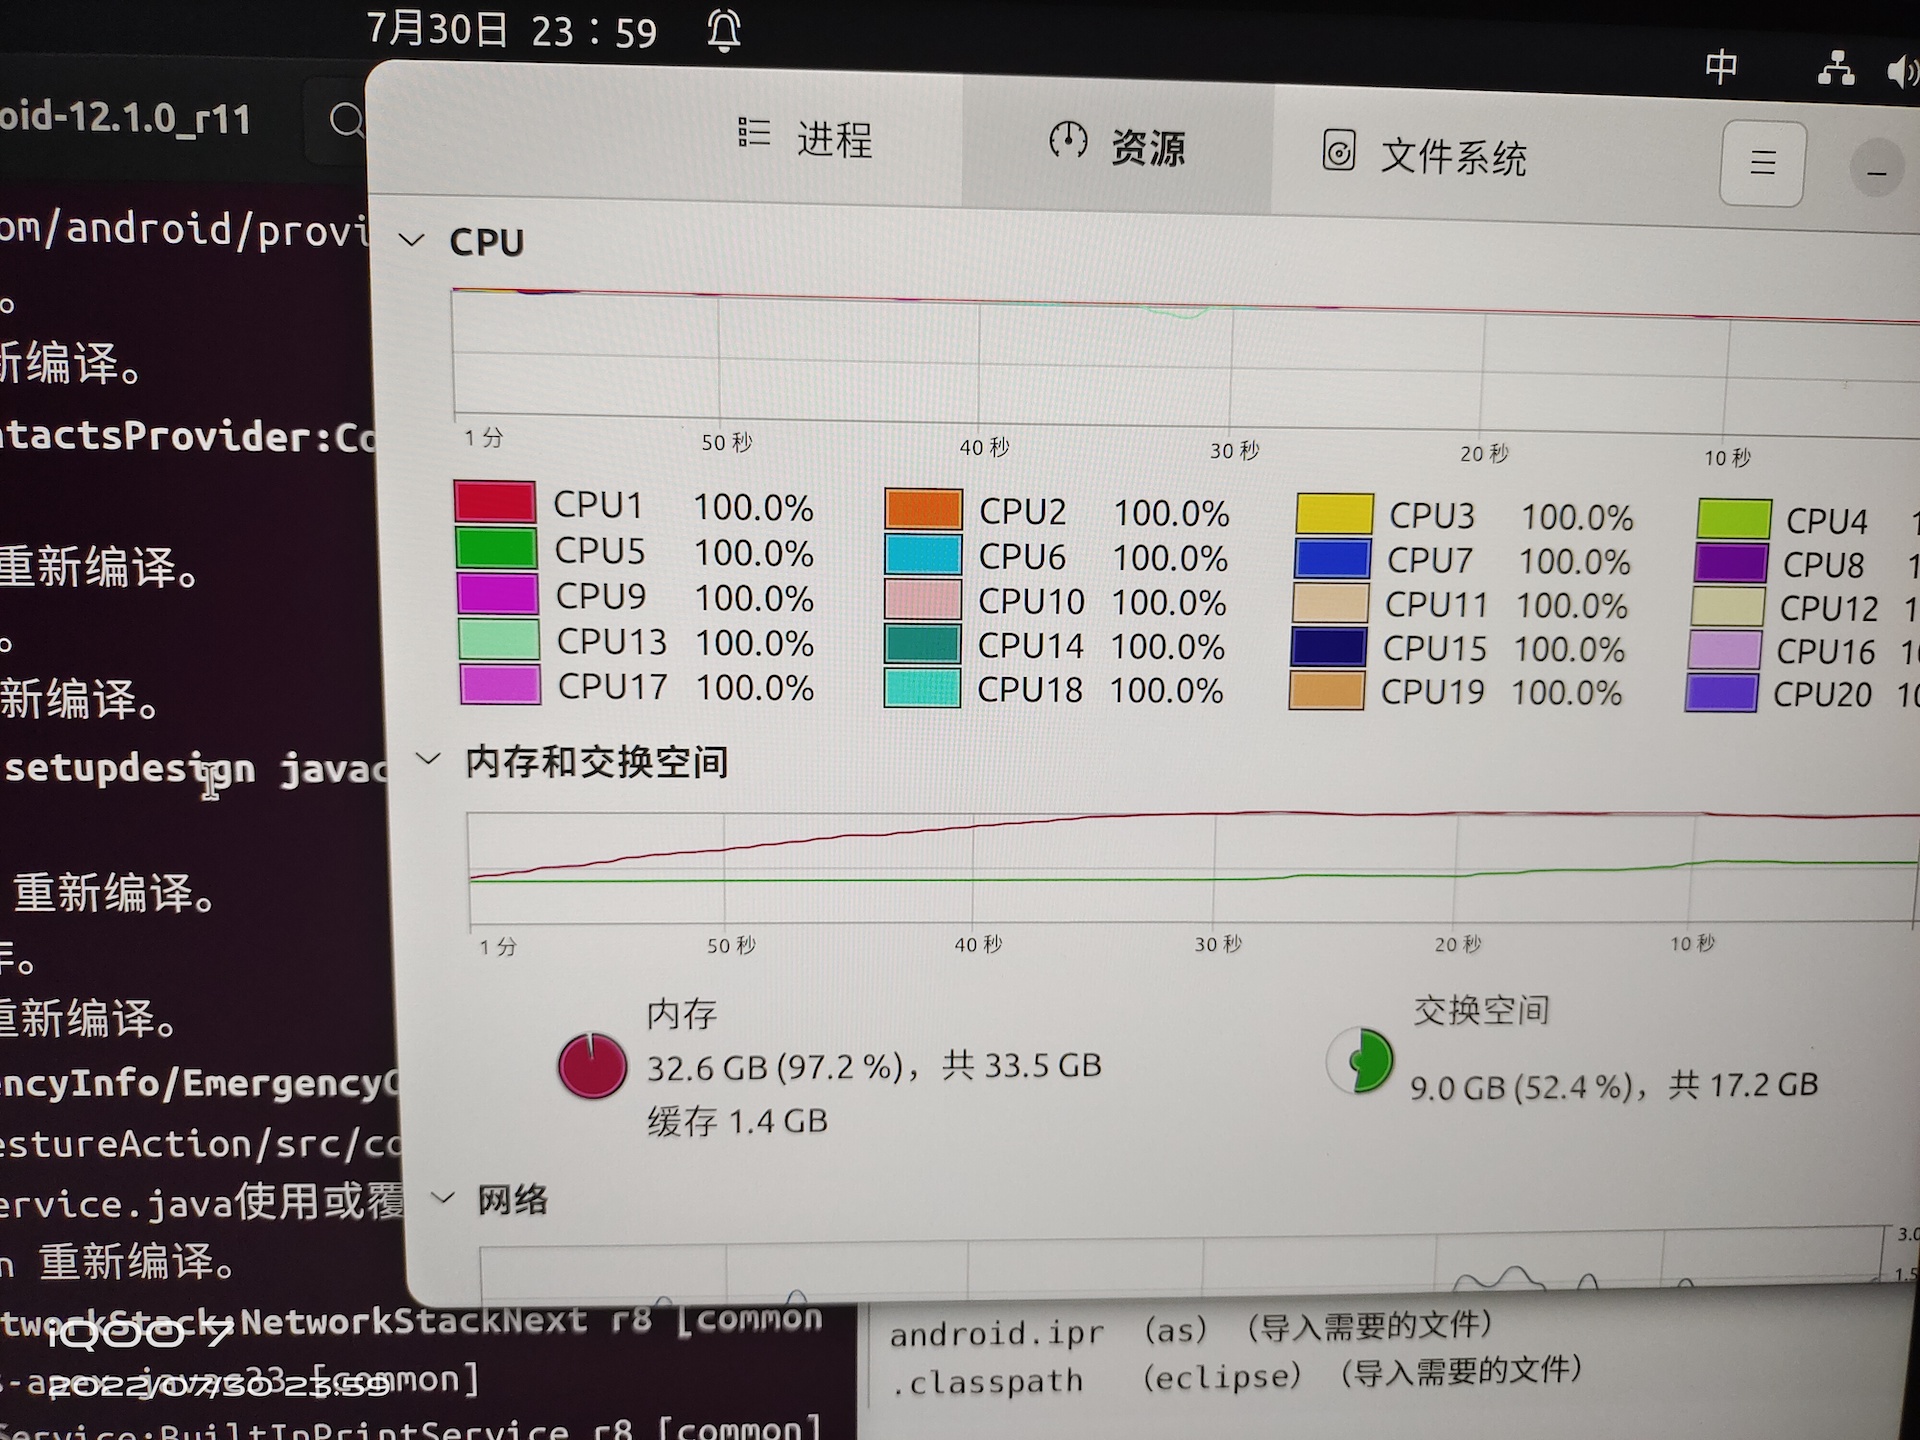 7月30日 23：59
中
oid-12.1.0_r11
进程
资源
文件系统
om/android/provi
。
新编译。
ntactsProvider:Co
重新编译。
。
新编译。
setupdesign javac
重新编译。
。
重新编译。
encyInfo/EmergencyC
estureAction/src/co
ervice.java使用或覆
n 重新编译。
tworkStack:NetworkStackNext r8 [common
s-apex javac33 [common]
Service:BuiltInPrintService r8 [common]
CPU
1 分 50 秒 40 秒 30 秒 20 秒 10 秒
CPU1 100.0% CPU2 100.0% CPU3 100.0% CPU4 1
CPU5 100.0% CPU6 100.0% CPU7 100.0% CPU8 1
CPU9 100.0% CPU10 100.0% CPU11 100.0% CPU12 1
CPU13 100.0% CPU14 100.0% CPU15 100.0% CPU16 10
CPU17 100.0% CPU18 100.0% CPU19 100.0% CPU20 10
内存和交换空间
1 分 50 秒 40 秒 30 秒 20 秒 10 秒
内存
32.6 GB (97.2 %)，共 33.5 GB
缓存 1.4 GB
交换空间
9.0 GB (52.4 %)，共 17.2 GB
网络
3.0
1.5
android.ipr （as）（导入需要的文件）
.classpath （eclipse）（导入需要的文件）
iQOO 7
2022/07/30 23:59